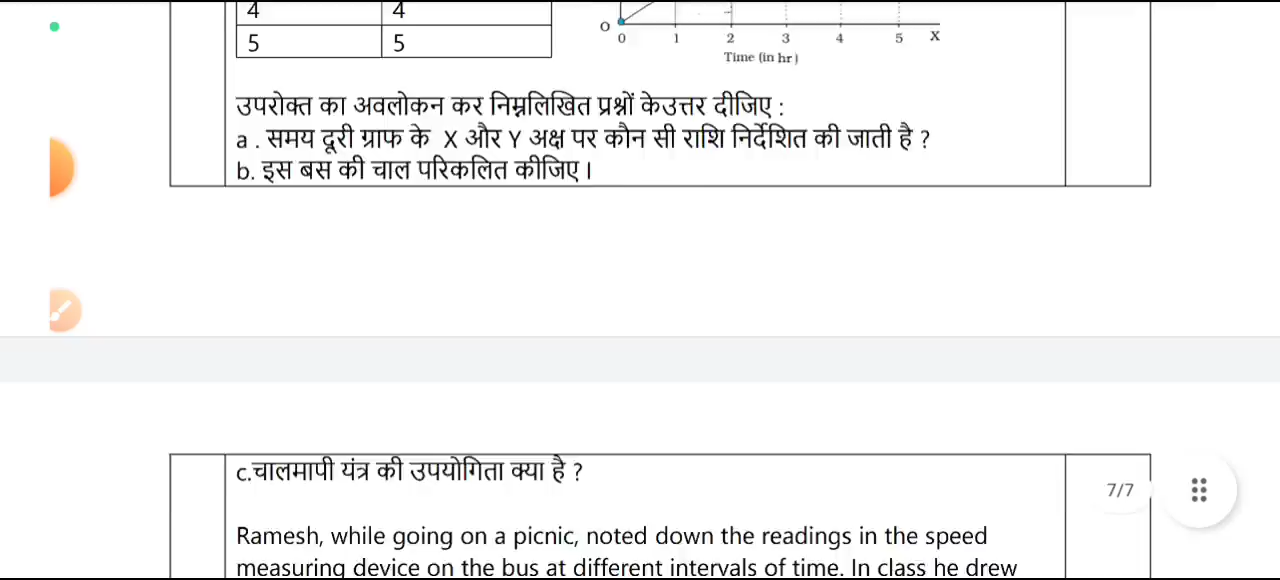 4 4
5 5
O
0 1 2 3 4 5 X
Time (in hr)
उपरोक्त का अवलोकन कर निम्नलिखित प्रश्नों केउत्तर दीजिए :
a . समय दूरी ग्राफ के X और Y अक्ष पर कौन सी राशि निर्देशित की जाती है ?
b. इस बस की चाल परिकलित कीजिए।
c.चालमापी यंत्र की उपयोगिता क्या है ?
7/7
Ramesh, while going on a picnic, noted down the readings in the speed
measuring device on the bus at different intervals of time. In class he drew